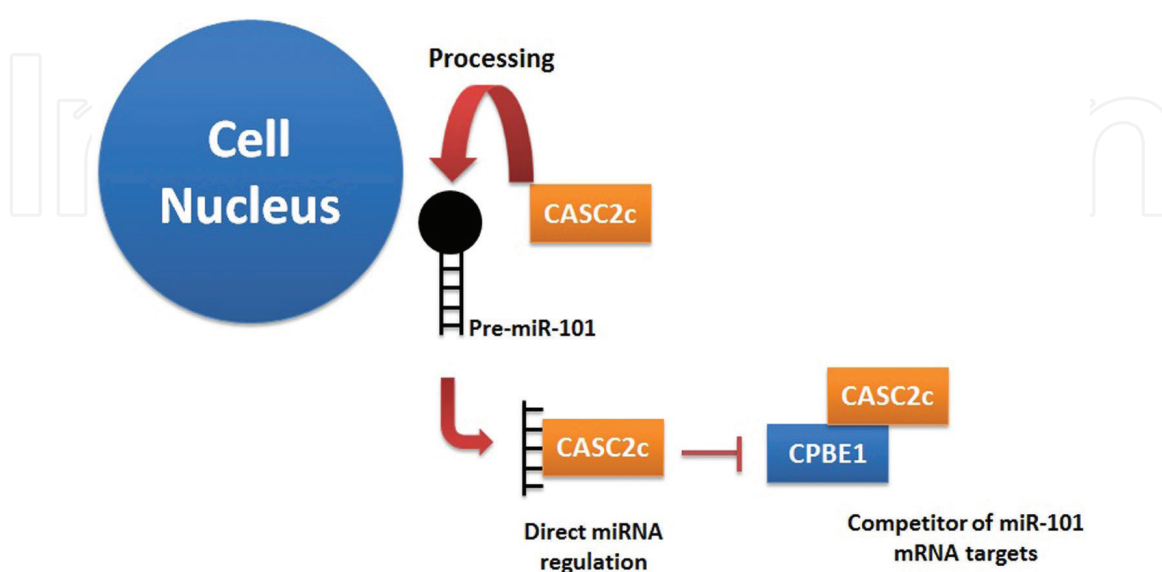 Processing
Cell
Nucleus
CASC2c
Pre-miR-101
CASC2c
CASC2c
CPBE1
Direct miRNA
regulation
Competitor of miR-101
mRNA targets